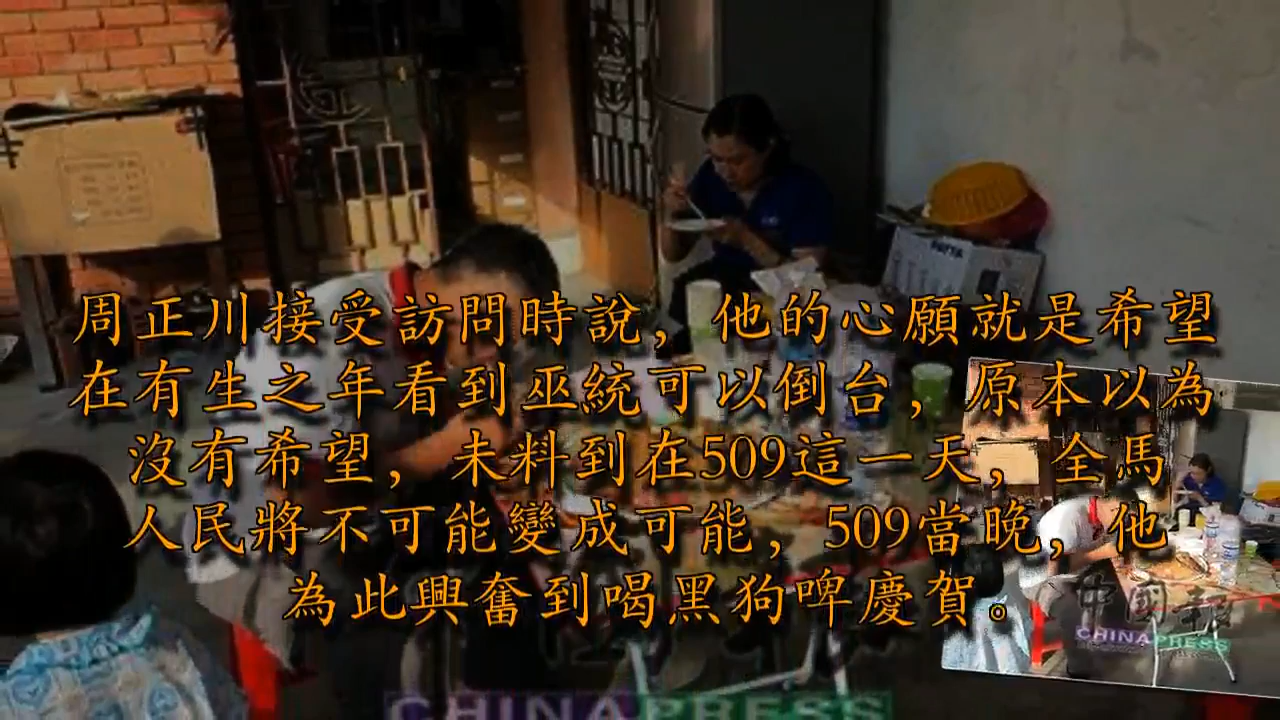 周正川接受訪問時說，他的心願就是希望
在有生之年看到巫統可以倒台，原本以為
沒有希望，未料到在509這一天，全馬
人民將不可能變成可能，509當晚，他
為此興奮到喝黑狗啤慶賀。
中國報
CHINAPRESS
CHINAPRESS